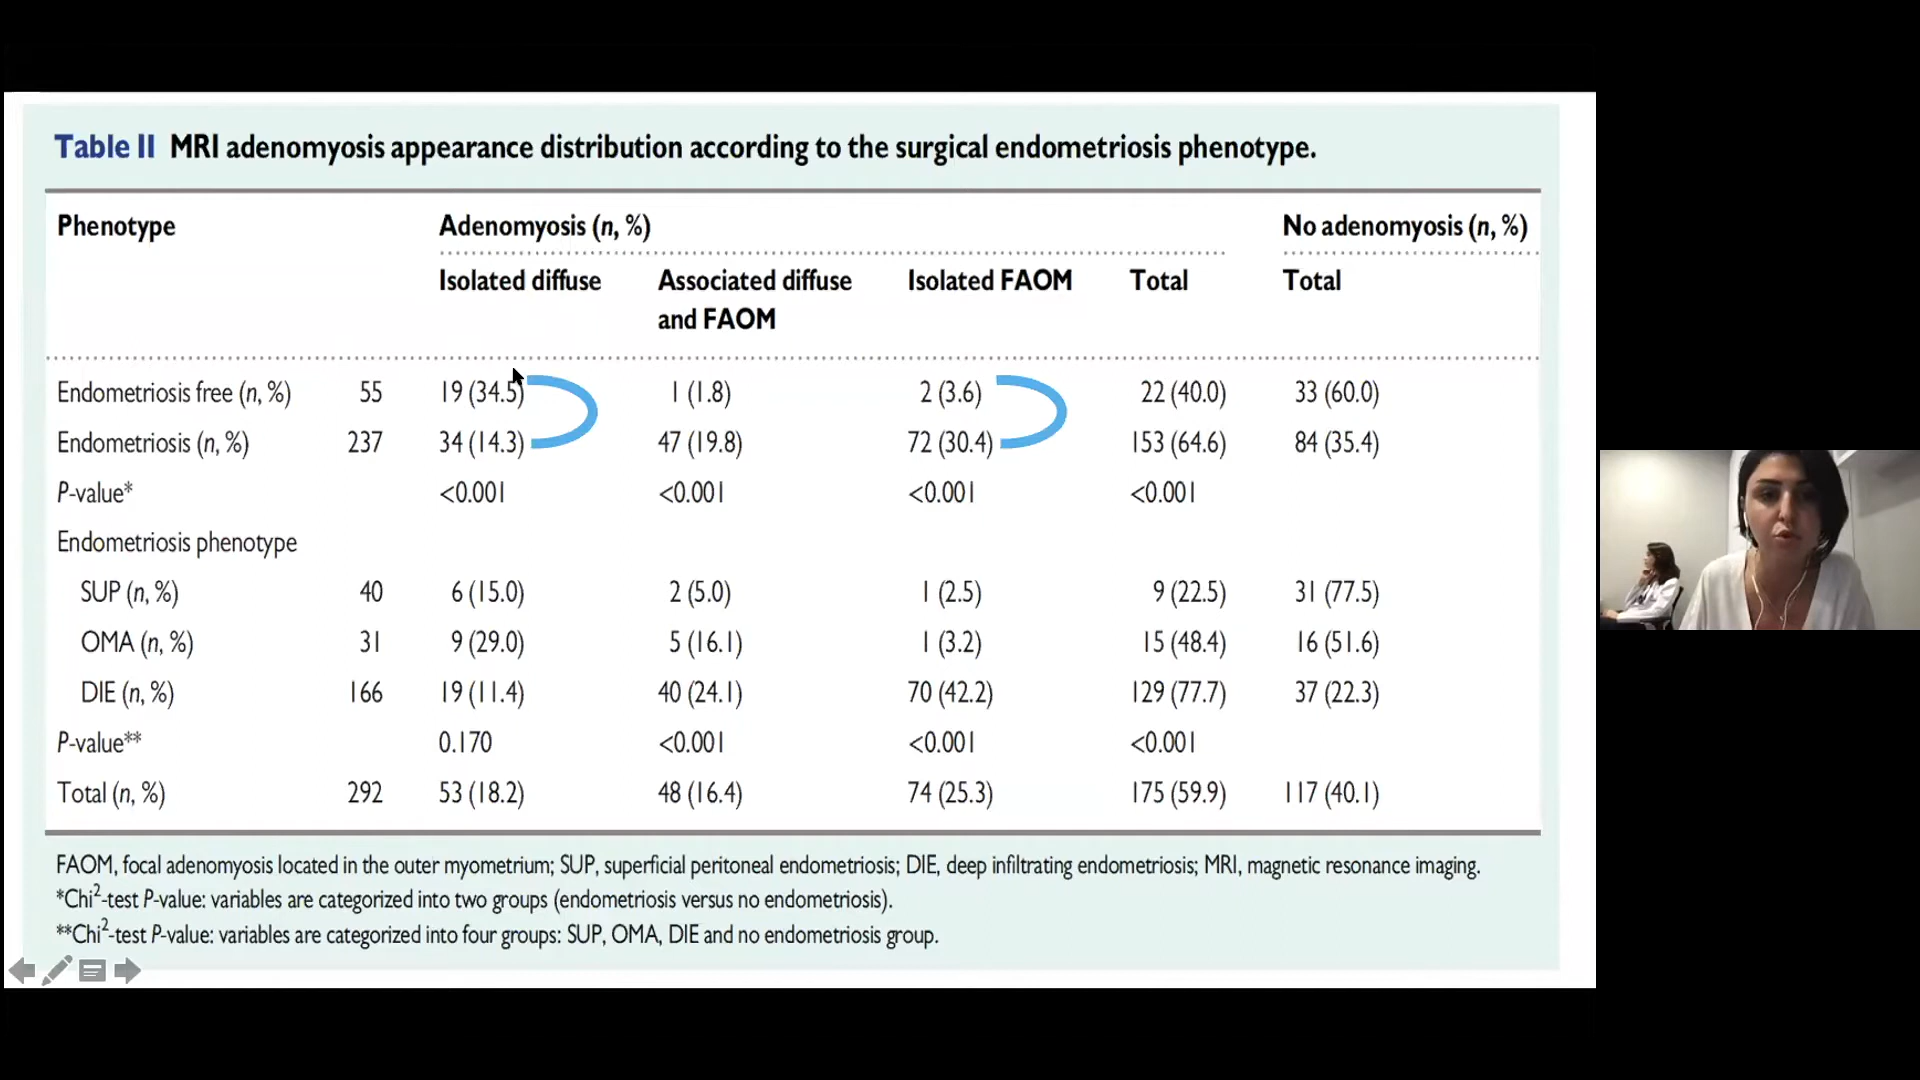 Table II MRI adenomyosis appearance distribution according to the surgical endometriosis phenotype.
Phenotype Adenomyosis (n, %) No adenomyosis (n, %)
Isolated diffuse Associated diffuse and FAOM Isolated FAOM Total Total
Endometriosis free (n, %) 55 19 (34.5) 1 (1.8) 2 (3.6) 22 (40.0) 33 (60.0)
Endometriosis (n, %) 237 34 (14.3) 47 (19.8) 72 (30.4) 153 (64.6) 84 (35.4)
P-value* <0.001 <0.001 <0.001 <0.001
Endometriosis phenotype
SUP (n, %) 40 6 (15.0) 2 (5.0) 1 (2.5) 9 (22.5) 31 (77.5)
OMA (n, %) 31 9 (29.0) 5 (16.1) 1 (3.2) 15 (48.4) 16 (51.6)
DIE (n, %) 166 19 (11.4) 40 (24.1) 70 (42.2) 129 (77.7) 37 (22.3)
P-value** 0.170 <0.001 <0.001 <0.001
Total (n, %) 292 53 (18.2) 48 (16.4) 74 (25.3) 175 (59.9) 117 (40.1)
FAOM, focal adenomyosis located in the outer myometrium; SUP, superficial peritoneal endometriosis; DIE, deep infiltrating endometriosis; MRI, magnetic resonance imaging.
*Chi²-test P-value: variables are categorized into two groups (endometriosis versus no endometriosis).
**Chi²-test P-value: variables are categorized into four groups: SUP, OMA, DIE and no endometriosis group.